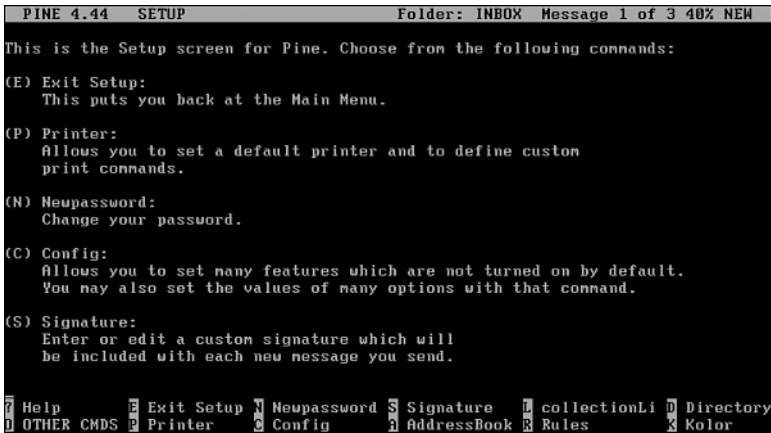 PINE 4.44 SETUP Folder: INBOX Message 1 of 3 40% NEW
This is the Setup screen for Pine. Choose from the following commands:
(E) Exit Setup:
This puts you back at the Main Menu.
(P) Printer:
Allows you to set a default printer and to define custom
print commands.
(N) Newpassword:
Change your password.
(C) Config:
Allows you to set many features which are not turned on by default.
You may also set the values of many options with that command.
(S) Signature:
Enter or edit a custom signature which will
be included with each new message you send.
? Help E Exit Setup N Newpassword S Signature L collectionLi D Directory
O OTHER CMDS P Printer C Config A AddressBook R Rules K Kolor